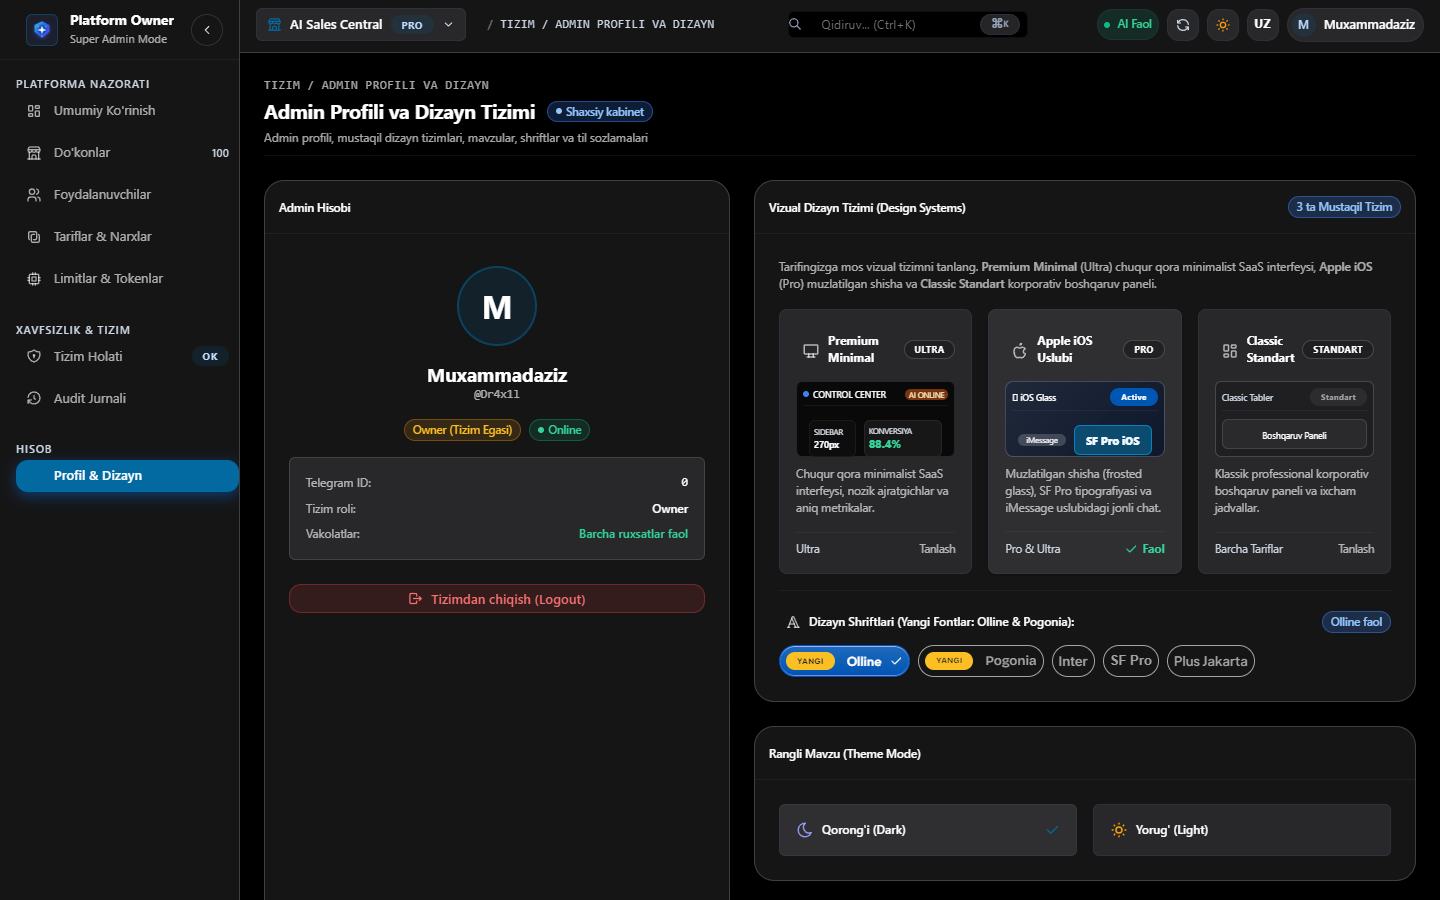 Platform Owner
Super Admin Mode
AI Sales Central PRO
/ TIZIM / ADMIN PROFILI VA DIZAYN
Qidiruv... (Ctrl+K) ⌘K
AI Faol
UZ
M Muxammadaziz
PLATFORMA NAZORATI
Umumiy Ko'rinish
Do'konlar 100
Foydalanuvchilar
Tariflar & Narxlar
Limitlar & Tokenlar
XAVFSIZLIK & TIZIM
Tizim Holati OK
Audit Jurnali
HISOB
Profil & Dizayn
TIZIM / ADMIN PROFILI VA DIZAYN
Admin Profili va Dizayn Tizimi Shaxsiy kabinet
Admin profili, mustaqil dizayn tizimlari, mavzular, shriftlar va til sozlamalari
Admin Hisobi
M
Muxammadaziz
@Dr4x1l
Owner (Tizim Egasi) Online
Telegram ID: 0
Tizim roli: Owner
Vakolatlar: Barcha ruxsatlar faol
Tizimdan chiqish (Logout)
Vizual Dizayn Tizimi (Design Systems) 3 ta Mustaqil Tizim
Tarifingizga mos vizual tizimni tanlang. Premium Minimal (Ultra) chuqur qora minimalist SaaS interfeysi, Apple iOS
(Pro) muzlatilgan shisha va Classic Standart korporativ boshqaruv paneli.
Premium
Minimal
ULTRA
CONTROL CENTER AI ONLINE
SIDEBAR
270px
KONVERSIYA
88.4%
Chuqur qora minimalist SaaS
interfeysi, nozik ajratgichlar va
aniq metrikalar.
Ultra Tanlash
Apple iOS
Uslubi
PRO
iOS Glass Active
iMessage SF Pro iOS
Muzlatilgan shisha (frosted
glass), SF Pro tipografiyasi va
iMessage uslubidagi jonli chat.
Pro & Ultra Faol
Classic
Standart
STANDART
Classic Tabler Standart
Boshqaruv Paneli
Klassik professional korporativ
boshqaruv paneli va ixcham
jadvallar.
Barcha Tariflar Tanlash
Dizayn Shriftlari (Yangi Fontlar: Olline & Pogonia): Olline faol
YANGI Olline
YANGI Pogonia
Inter
SF Pro
Plus Jakarta
Rangli Mavzu (Theme Mode)
Qorong'i (Dark)
Yorug' (Light)